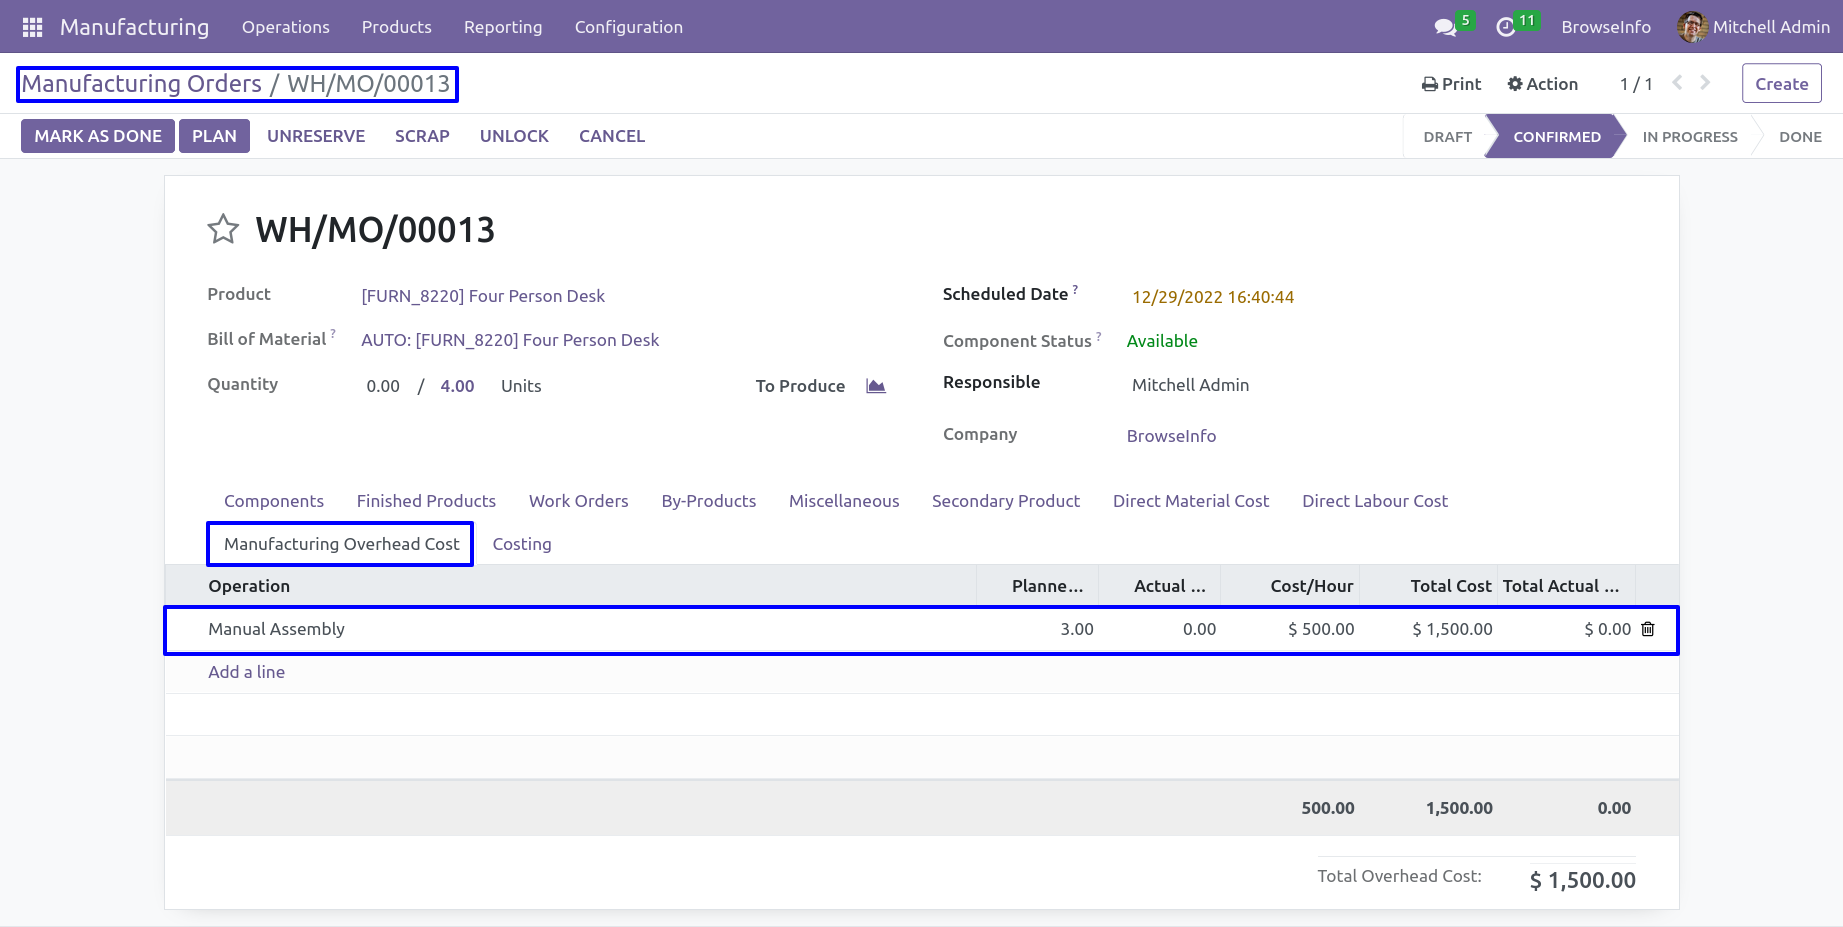 Manufacturing Operations Products Reporting Configuration 5 11 BrowseInfo Mitchell Admin
Manufacturing Orders / WH/MO/00013 Print Action 1 / 1 Create
MARK AS DONE PLAN UNRESERVE SCRAP UNLOCK CANCEL DRAFT CONFIRMED IN PROGRESS DONE
WH/MO/00013
Product [FURN_8220] Four Person Desk Scheduled Date ? 12/29/2022 16:40:44
Bill of Material ? AUTO: [FURN_8220] Four Person Desk Component Status ? Available
Quantity 0.00 / 4.00 Units To Produce Responsible Mitchell Admin
Company BrowseInfo
Components Finished Products Work Orders By-Products Miscellaneous Secondary Product Direct Material Cost Direct Labour Cost
Manufacturing Overhead Cost Costing
Operation Planne... Actual ... Cost/Hour Total Cost Total Actual ...
Manual Assembly 3.00 0.00 $ 500.00 $ 1,500.00 $ 0.00
Add a line
500.00 1,500.00 0.00
Total Overhead Cost: $ 1,500.00